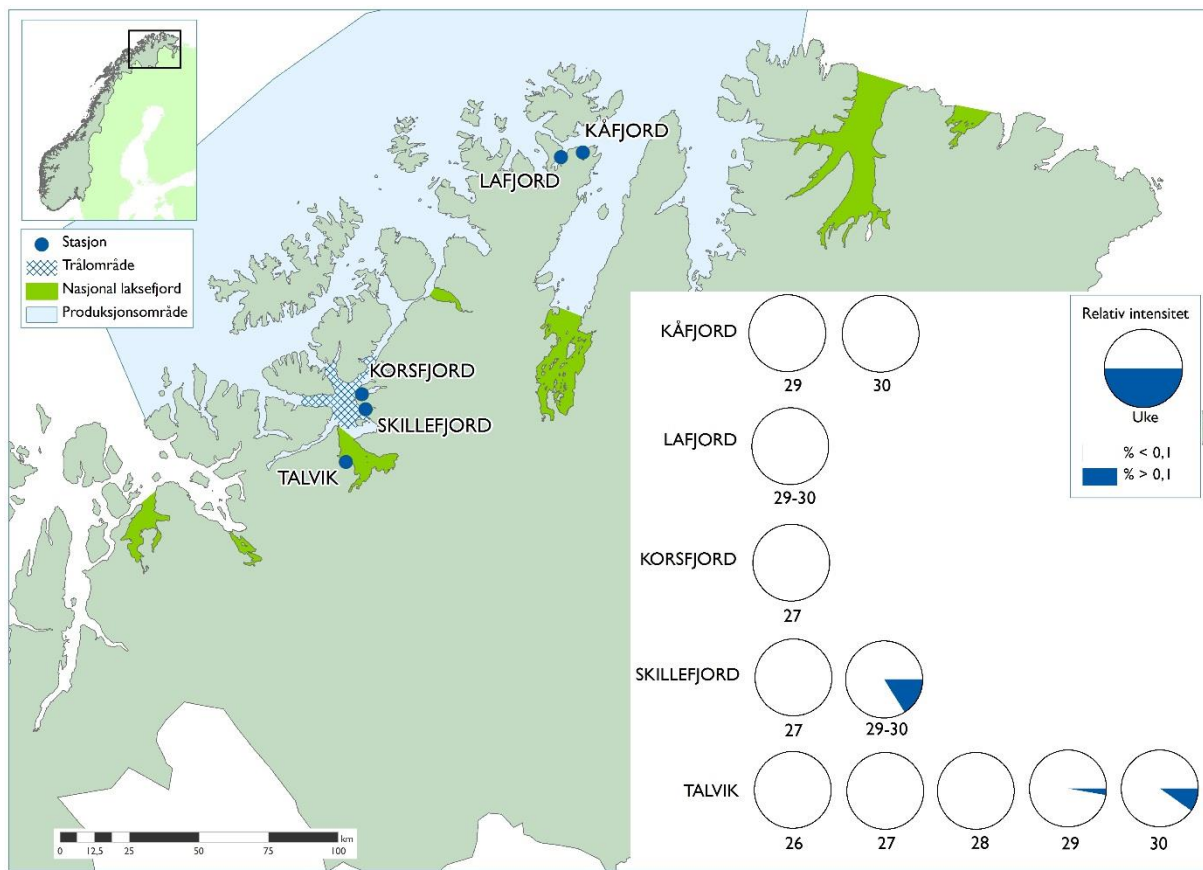 KÅFJORD
LAFJORD
Stasjon
Trålområde
Nasjonal laksefjord
Produksjonsområde
KORSFJORD
SKILLEFJORD
TALVIK
KÅFJORD
29
30
Relativ intensitet
Uke
% < 0,1
% > 0,1
LAFJORD
29-30
KORSFJORD
27
SKILLEFJORD
27
29-30
TALVIK
26
27
28
29
30
km
0 12,5 25 50 75 100